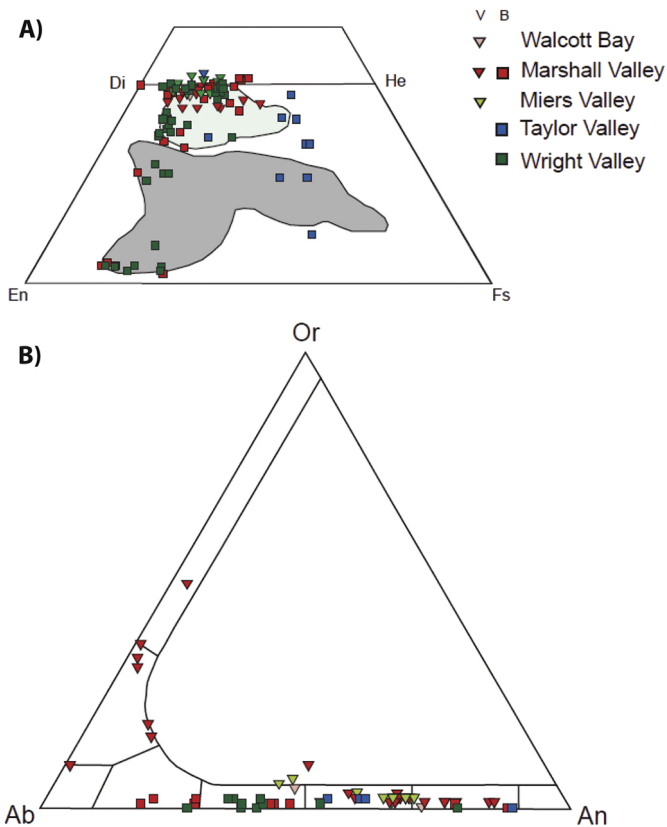 A)
V B
Walcott Bay
Marshall Valley
Miers Valley
Taylor Valley
Wright Valley
Di
He
En
Fs
B)
Or
Ab
An